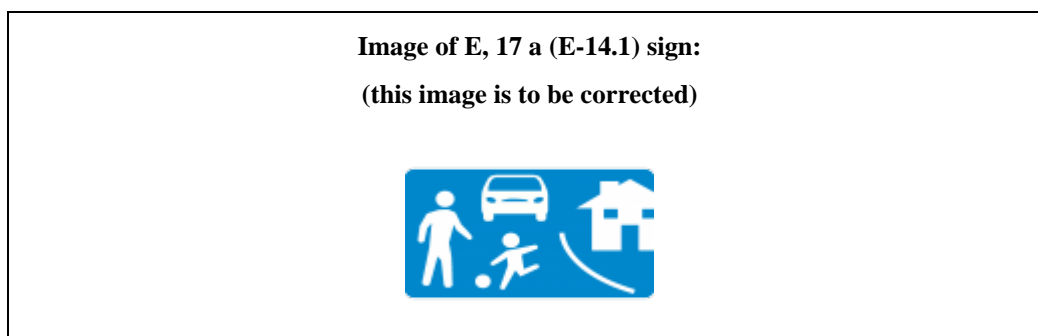 Image of E, 17 a (E-14.1) sign:
(this image is to be corrected)